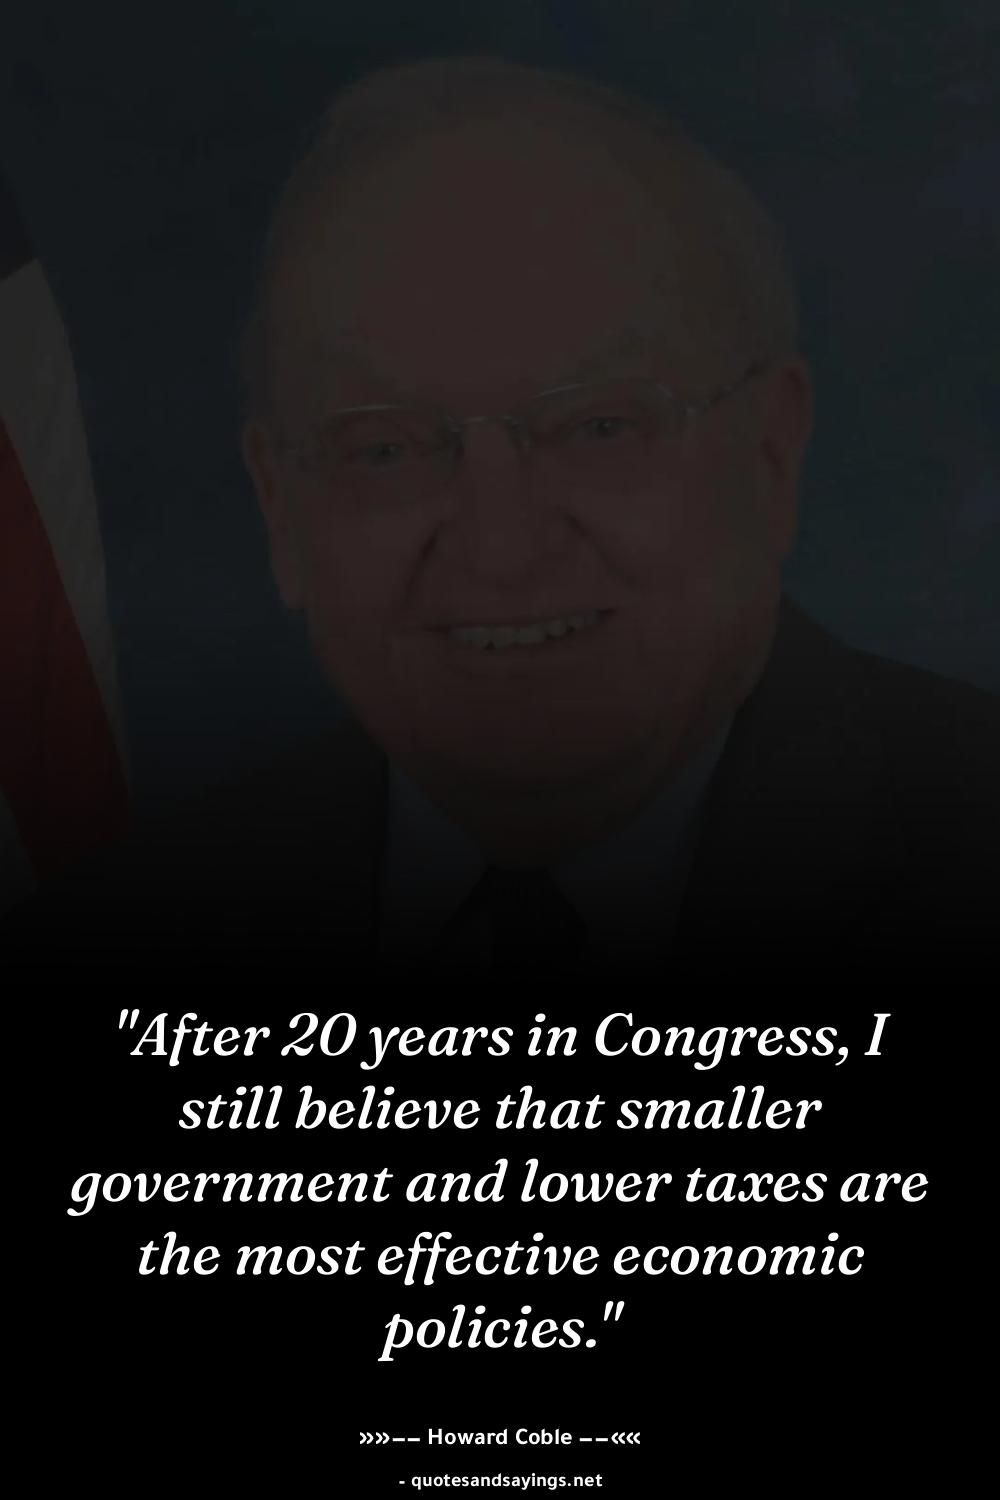 "After 20 years in Congress, I
still believe that smaller
government and lower taxes are
the most effective economic
policies."
»»–– Howard Coble ––««
- quotesandsayings.net